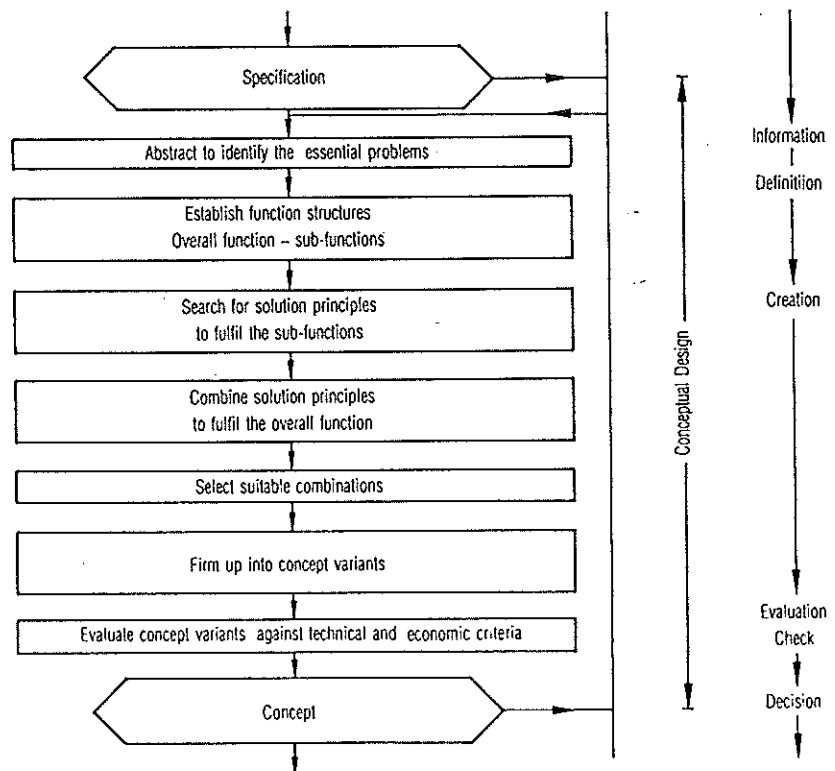 Specification
Abstract to identify the essential problems
Establish function structures
Overall function – sub-functions
Search for solution principles
to fulfil the sub-functions
Combine solution principles
to fulfil the overall function
Select suitable combinations
Firm up into concept variants
Evaluate concept variants against technical and economic criteria
Concept
Conceptual Design
Information
Definitiion
Creation
Evaluation
Check
Decision